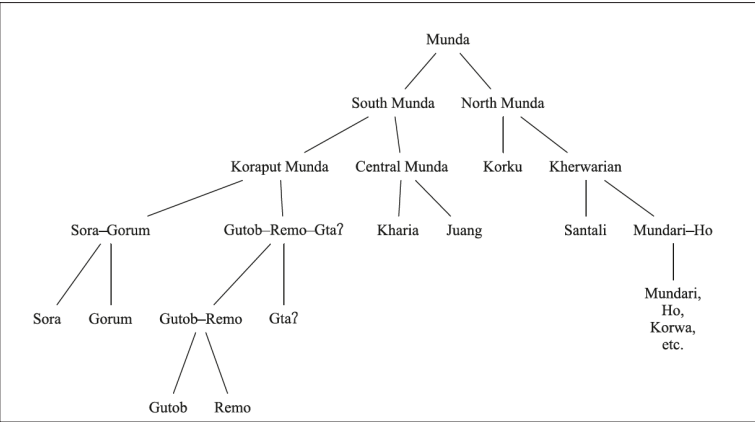 Munda
South Munda North Munda
Koraput Munda Central Munda Korku Kherwarian
Sora–Gorum Gutob–Remo–Gtaʔ Kharia Juang Santali Mundari–Ho
Sora Gorum Gutob–Remo Gtaʔ
Mundari,
Ho,
Korwa,
etc.
Gutob Remo